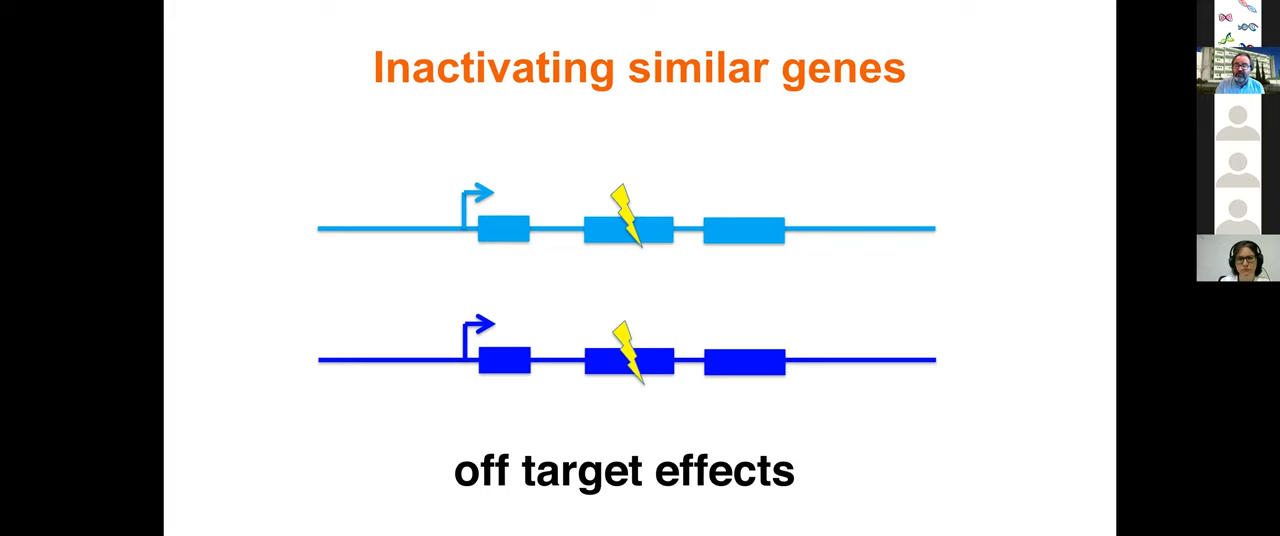 Inactivating similar genes
off target effects